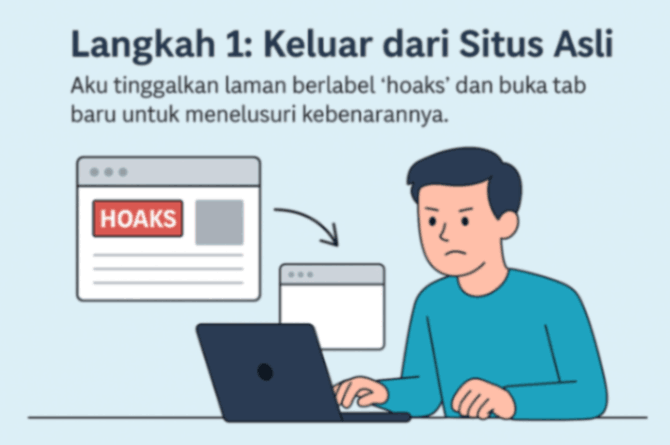 Langkah 1: Keluar dari Situs Asli
Aku tinggalkan laman berlabel ‘hoaks’ dan buka tab
baru untuk menelusuri kebenarannya.
HOAKS